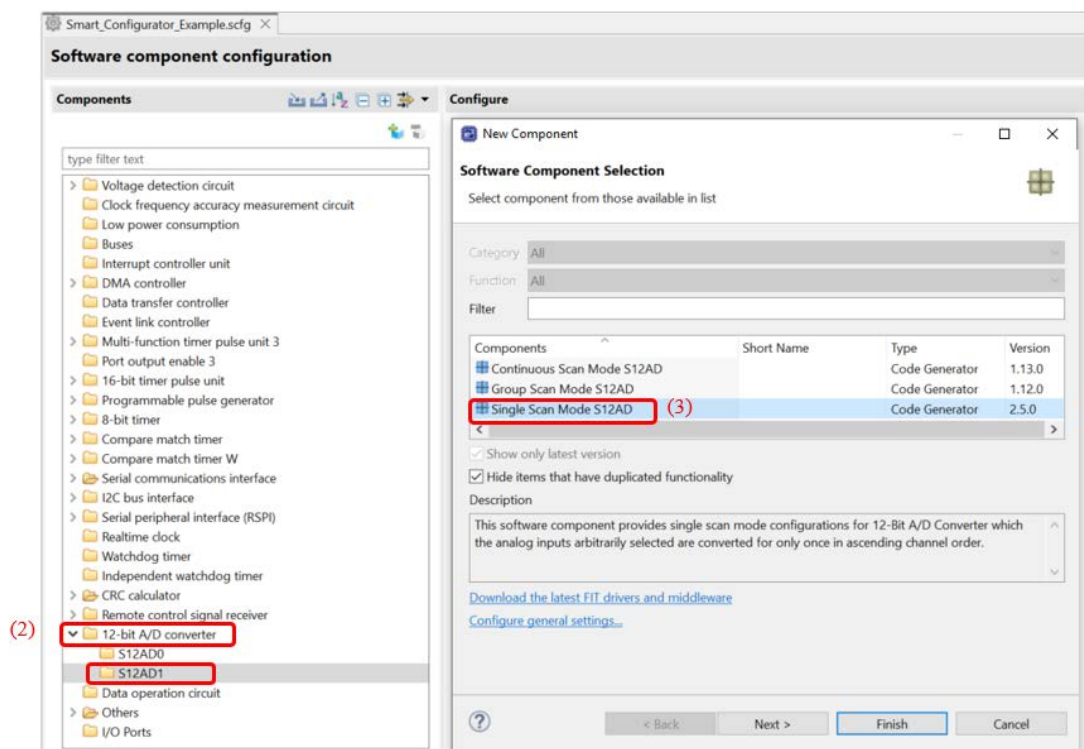 Smart_Configurator_Example.scfg
Software component configuration
Components
Configure
type filter text
Voltage detection circuit
Clock frequency accuracy measurement circuit
Low power consumption
Buses
Interrupt controller unit
DMA controller
Data transfer controller
Event link controller
Multi-function timer pulse unit 3
Port output enable 3
16-bit timer pulse unit
Programmable pulse generator
8-bit timer
Compare match timer
Compare match timer W
Serial communications interface
I2C bus interface
Serial peripheral interface (RSPI)
Realtime clock
Watchdog timer
Independent watchdog timer
CRC calculator
Remote control signal receiver
(2) 12-bit A/D converter
S12AD0
S12AD1
Data operation circuit
Others
I/O Ports
New Component
Software Component Selection
Select component from those available in list
Category All
Function All
Filter
Components Short Name Type Version
Continuous Scan Mode S12AD Code Generator 1.13.0
Group Scan Mode S12AD Code Generator 1.12.0
Single Scan Mode S12AD (3) Code Generator 2.5.0
Show only latest version
Hide items that have duplicated functionality
Description
This software component provides single scan mode configurations for 12-Bit A/D Converter which
the analog inputs arbitrarily selected are converted for only once in ascending channel order.
Download the latest FIT drivers and middleware
Configure general settings...
< Back Next > Finish Cancel